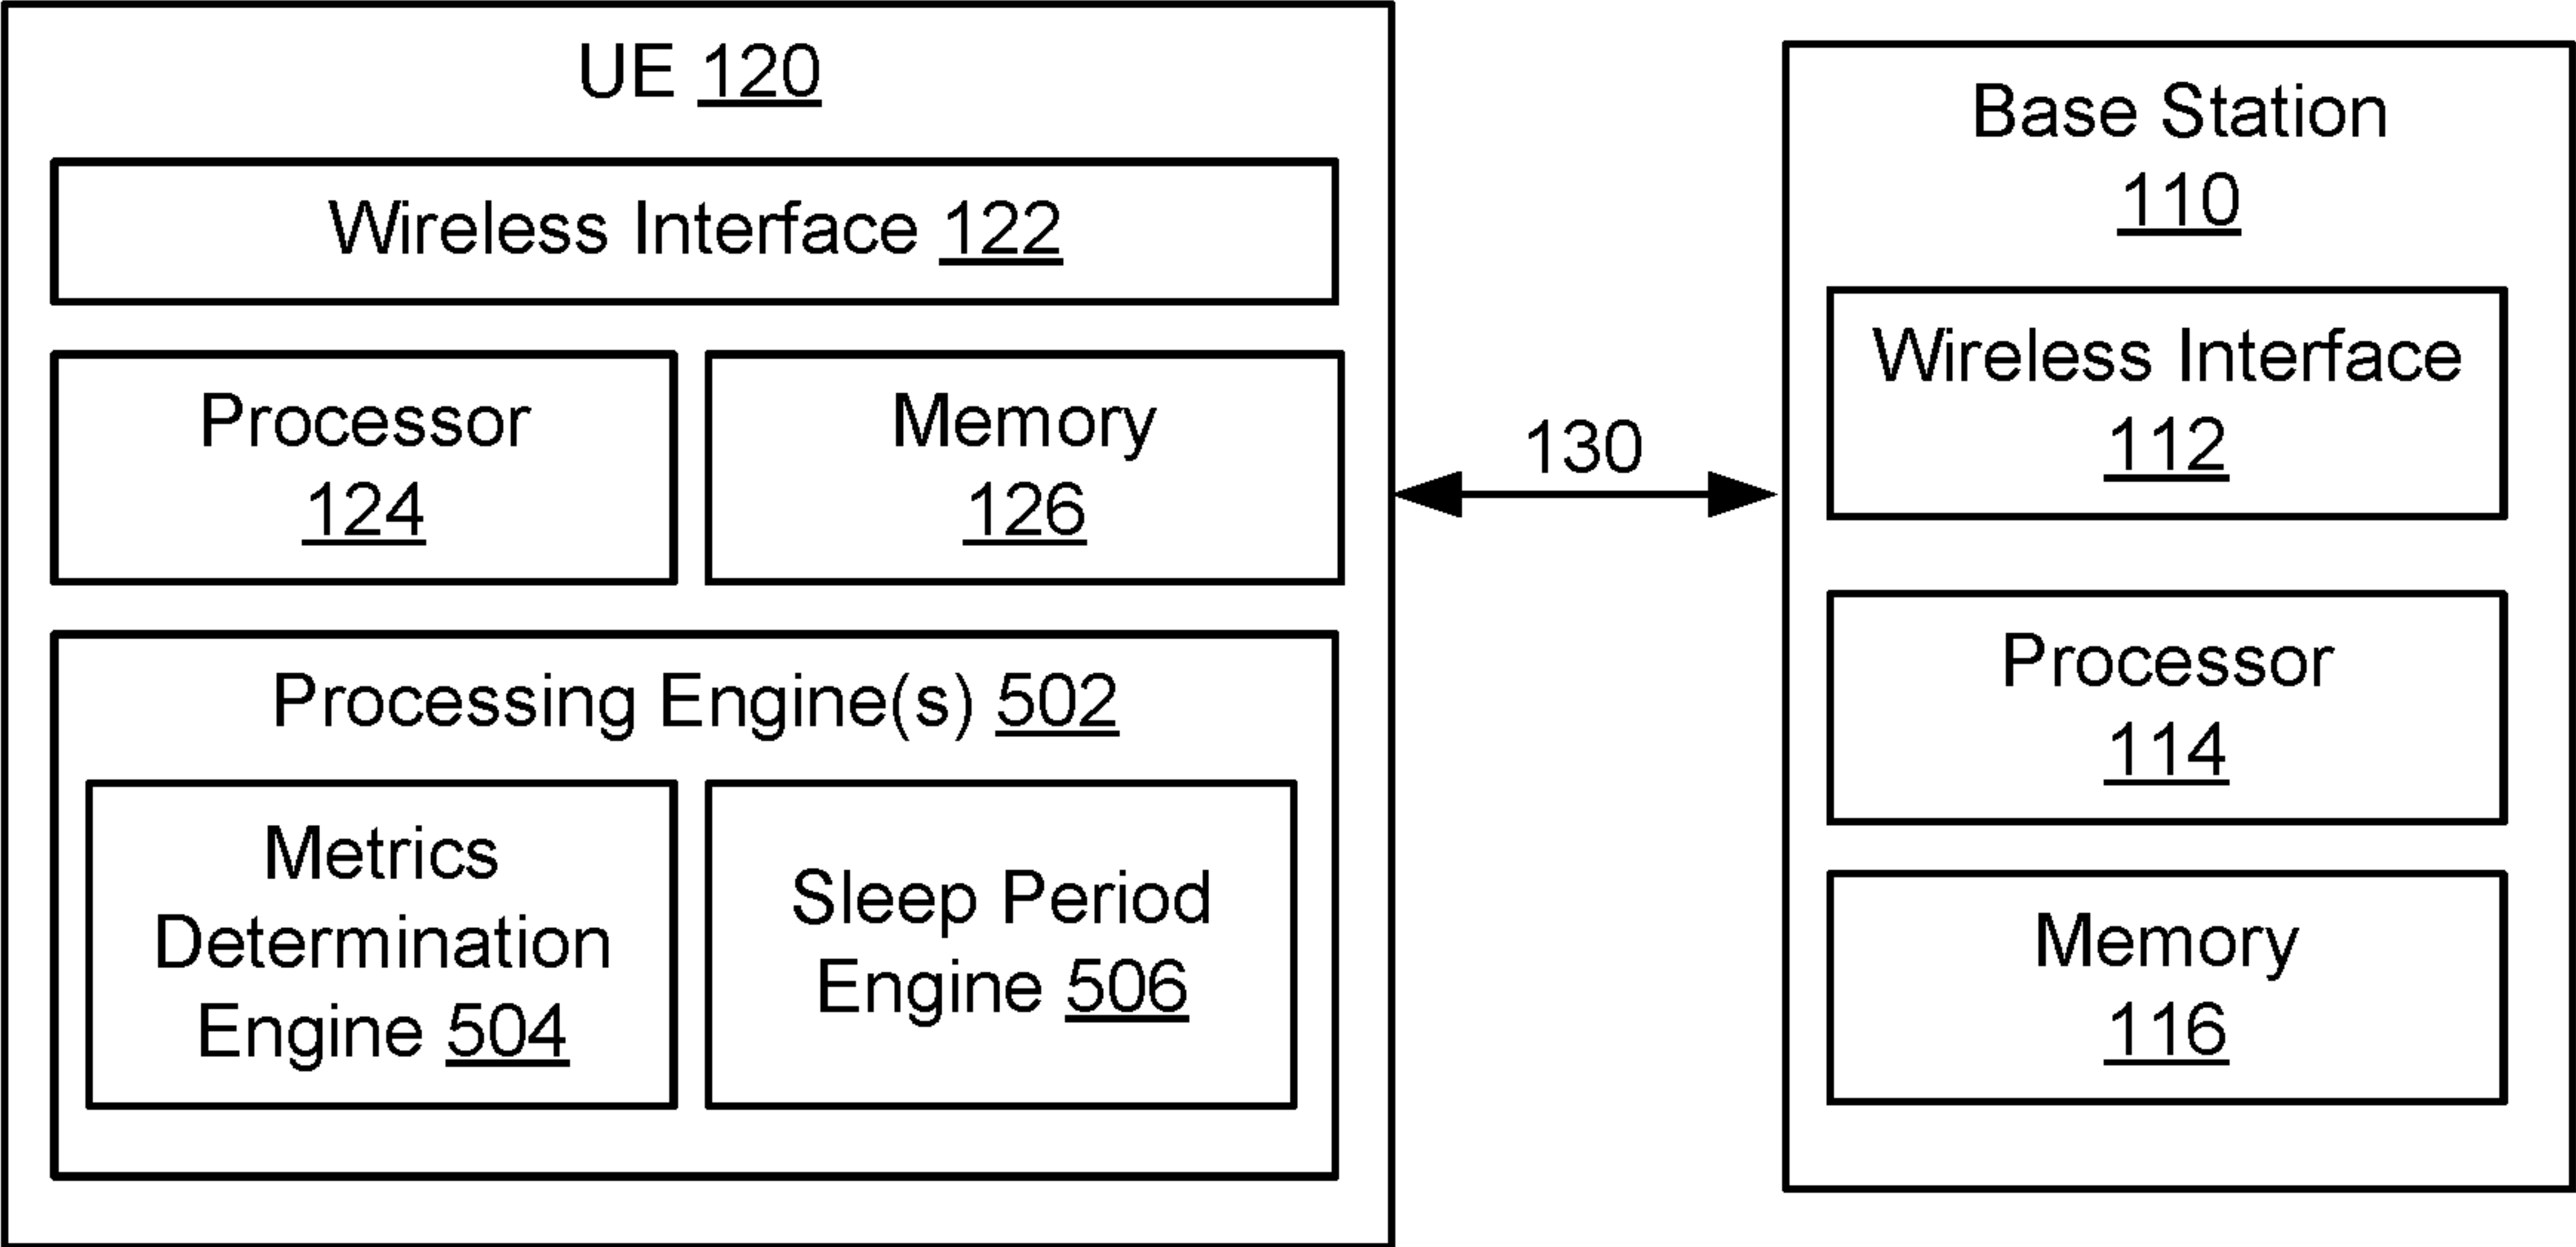 UE 120
Wireless Interface 122
Processor
124
Memory
126
Processing Engine(s) 502
Metrics
Determination
Engine 504
Sleep Period
Engine 506
130
Base Station
110
Wireless Interface
112
Processor
114
Memory
116